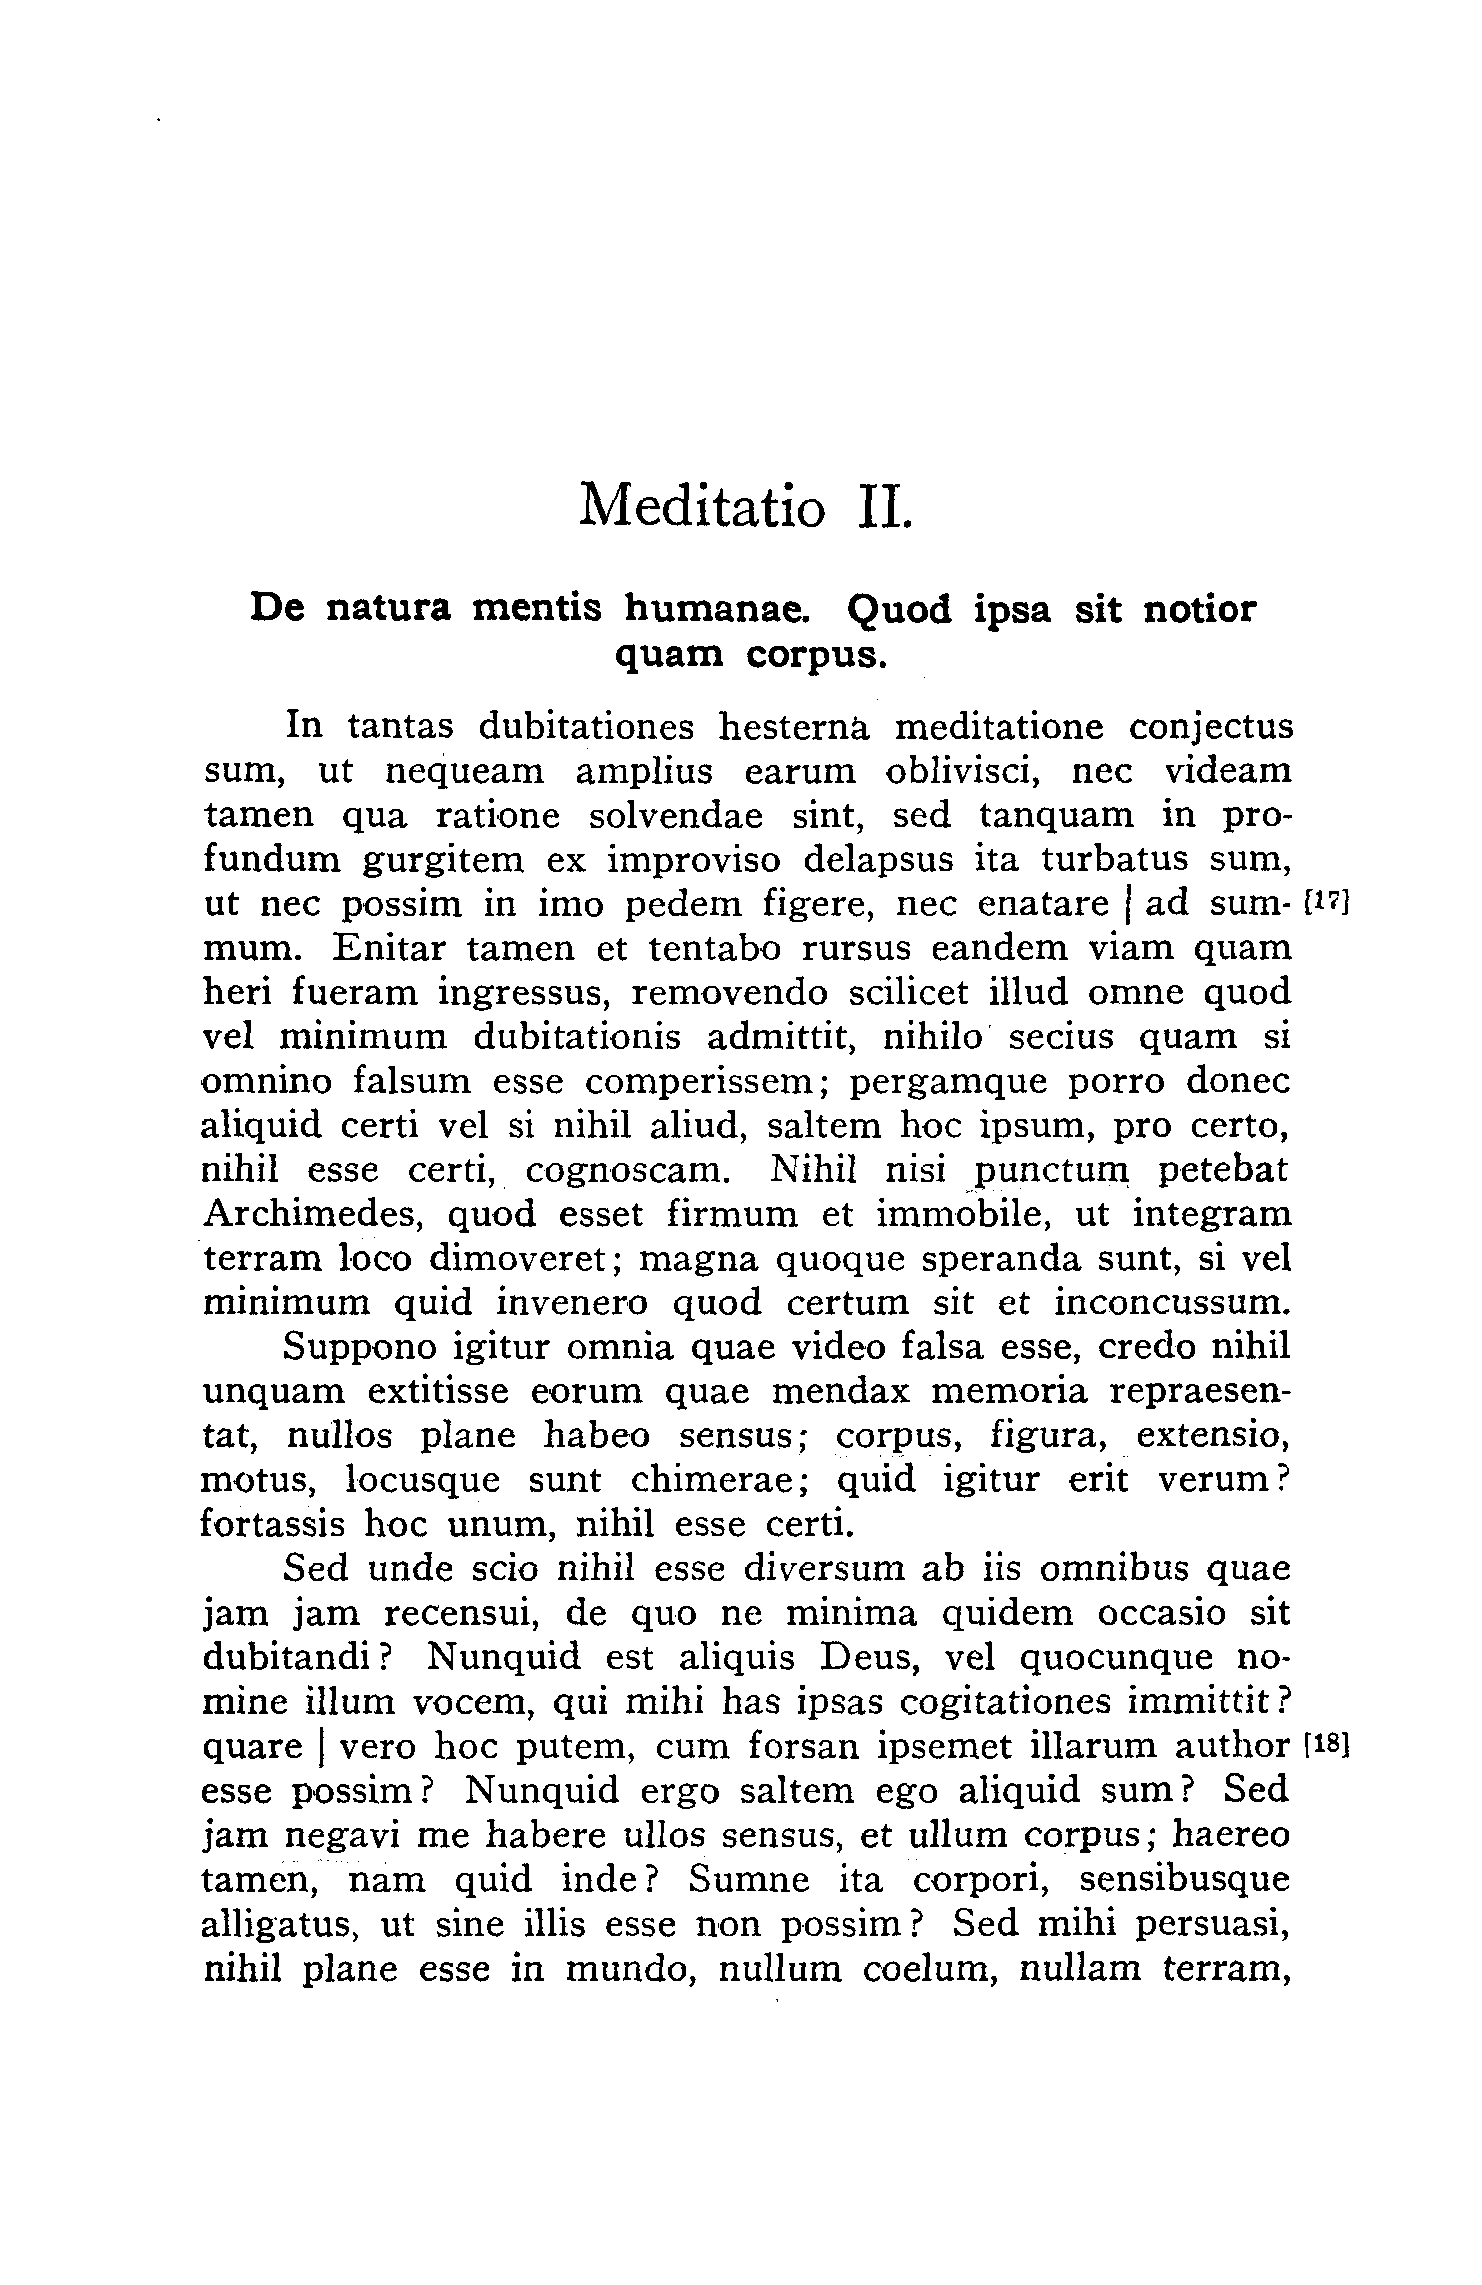 Meditatio II.
De natura mentis humanae. Quod ipsa sit notior
quam corpus.
In tantas dubitationes hesternà meditatione conjectus
sum, ut nequeam amplius earum oblivisci, nec videam
tamen qua ratione solvendae sint, sed tanquam in pro-
fundum gurgitem ex improviso delapsus ita turbatus sum,
ut nec possim in imo pedem figere, nec enatare | ad sum- [17]
mum. Enitar tamen et tentabo rursus eandem viam quam
heri fueram ingressus, removendo scilicet illud omne quod
vel minimum dubitationis admittit, nihilo secius quam si
omnino falsum esse comperissem; pergamque porro donec
aliquid certi vel si nihil aliud, saltem hoc ipsum, pro certo,
nihil esse certi, cognoscam. Nihil nisi punctum petebat
Archimedes, quod esset firmum et immobile, ut integram
terram loco dimoveret; magna quoque speranda sunt, si vel
minimum quid invenero quod certum sit et inconcussum.
Suppono igitur omnia quae video falsa esse, credo nihil
unquam extitisse eorum quae mendax memoria repraesen-
tat, nullos plane habeo sensus; corpus, figura, extensio,
motus, locusque sunt chimerae; quid igitur erit verum?
fortassis hoc unum, nihil esse certi.
Sed unde scio nihil esse diversum ab iis omnibus quae
jam jam recensui, de quo ne minima quidem occasio sit
dubitandi? Nunquid est aliquis Deus, vel quocunque no-
mine illum vocem, qui mihi has ipsas cogitationes immittit?
quare | vero hoc putem, cum forsan ipsemet illarum author [18]
esse possim? Nunquid ergo saltem ego aliquid sum? Sed
jam negavi me habere ullos sensus, et ullum corpus; haereo
tamen, nam quid inde? Sumne ita corpori, sensibusque
alligatus, ut sine illis esse non possim? Sed mihi persuasi,
nihil plane esse in mundo, nullum coelum, nullam terram,